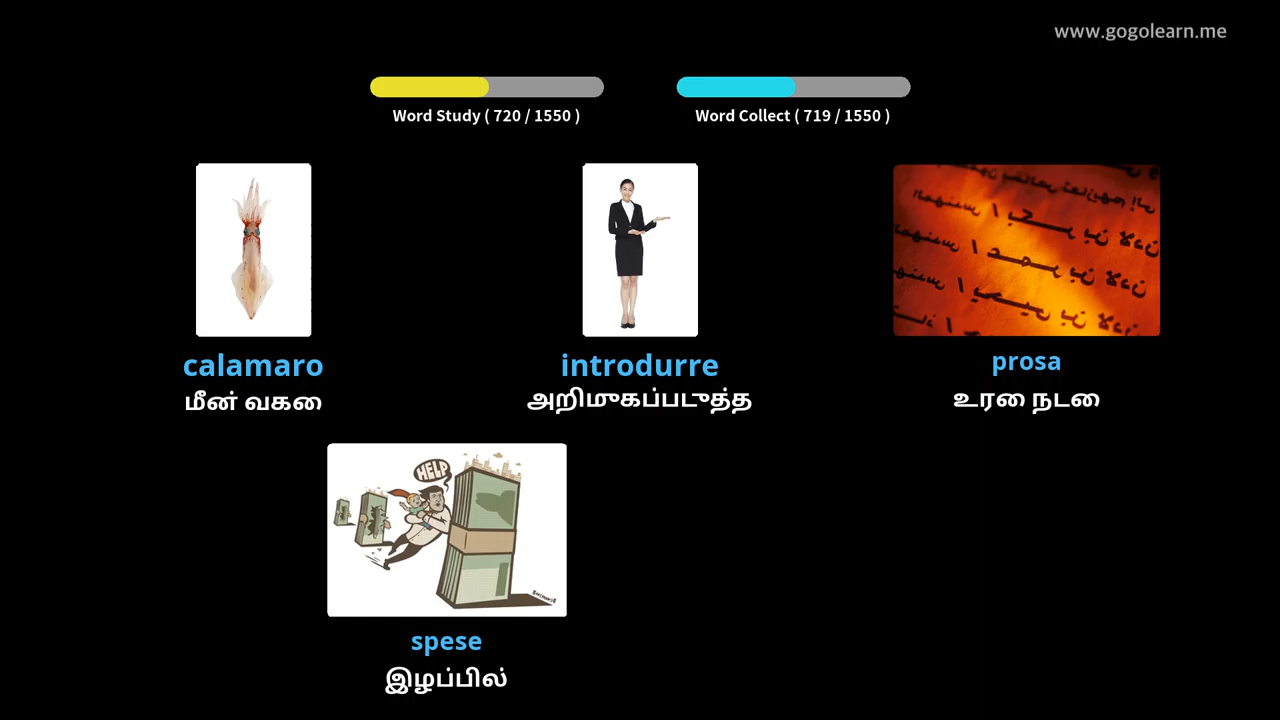 www.gogolearn.me
Word Study ( 720 / 1550 )
Word Collect ( 719 / 1550 )
calamaro
மீன் வகை
introdurre
அறிமுகப்படுத்த
prosa
உரை நடை
HELP
spese
இழப்பில்